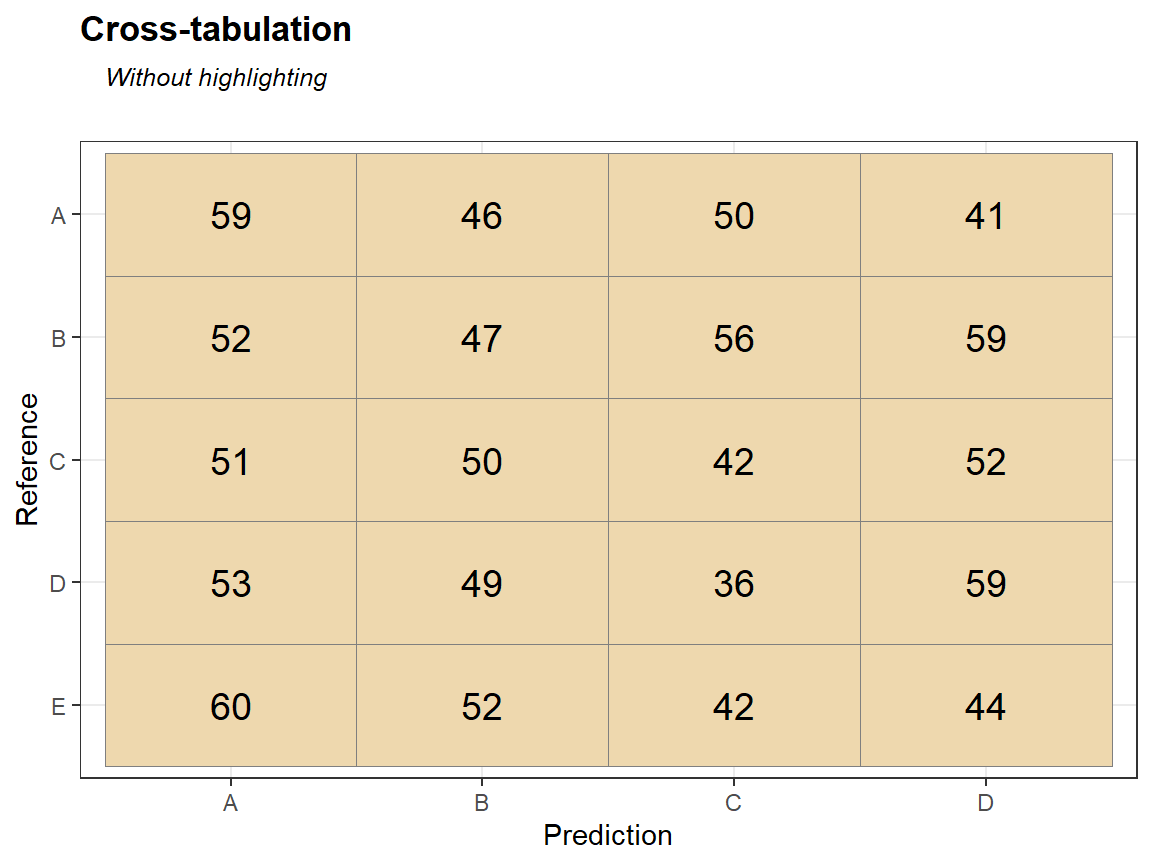 Cross-tabulation
Without highlighting
Reference
A 59 46 50 41
B 52 47 56 59
C 51 50 42 52
D 53 49 36 59
E 60 52 42 44
A B C D
Prediction